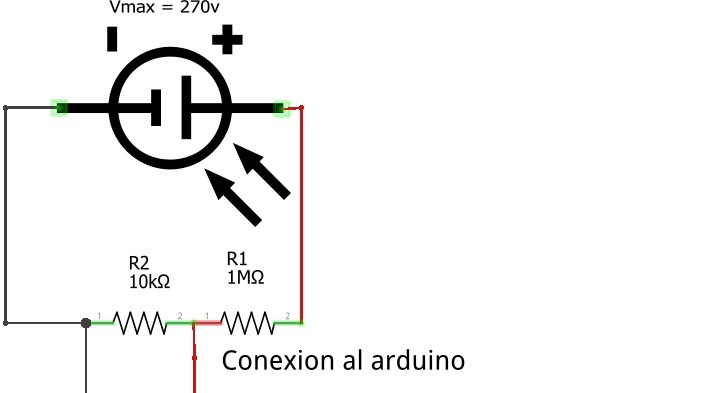 Vmax = 270v
- +
R2
10kΩ
R1
1MΩ
1 2 1 2
Conexion al arduino